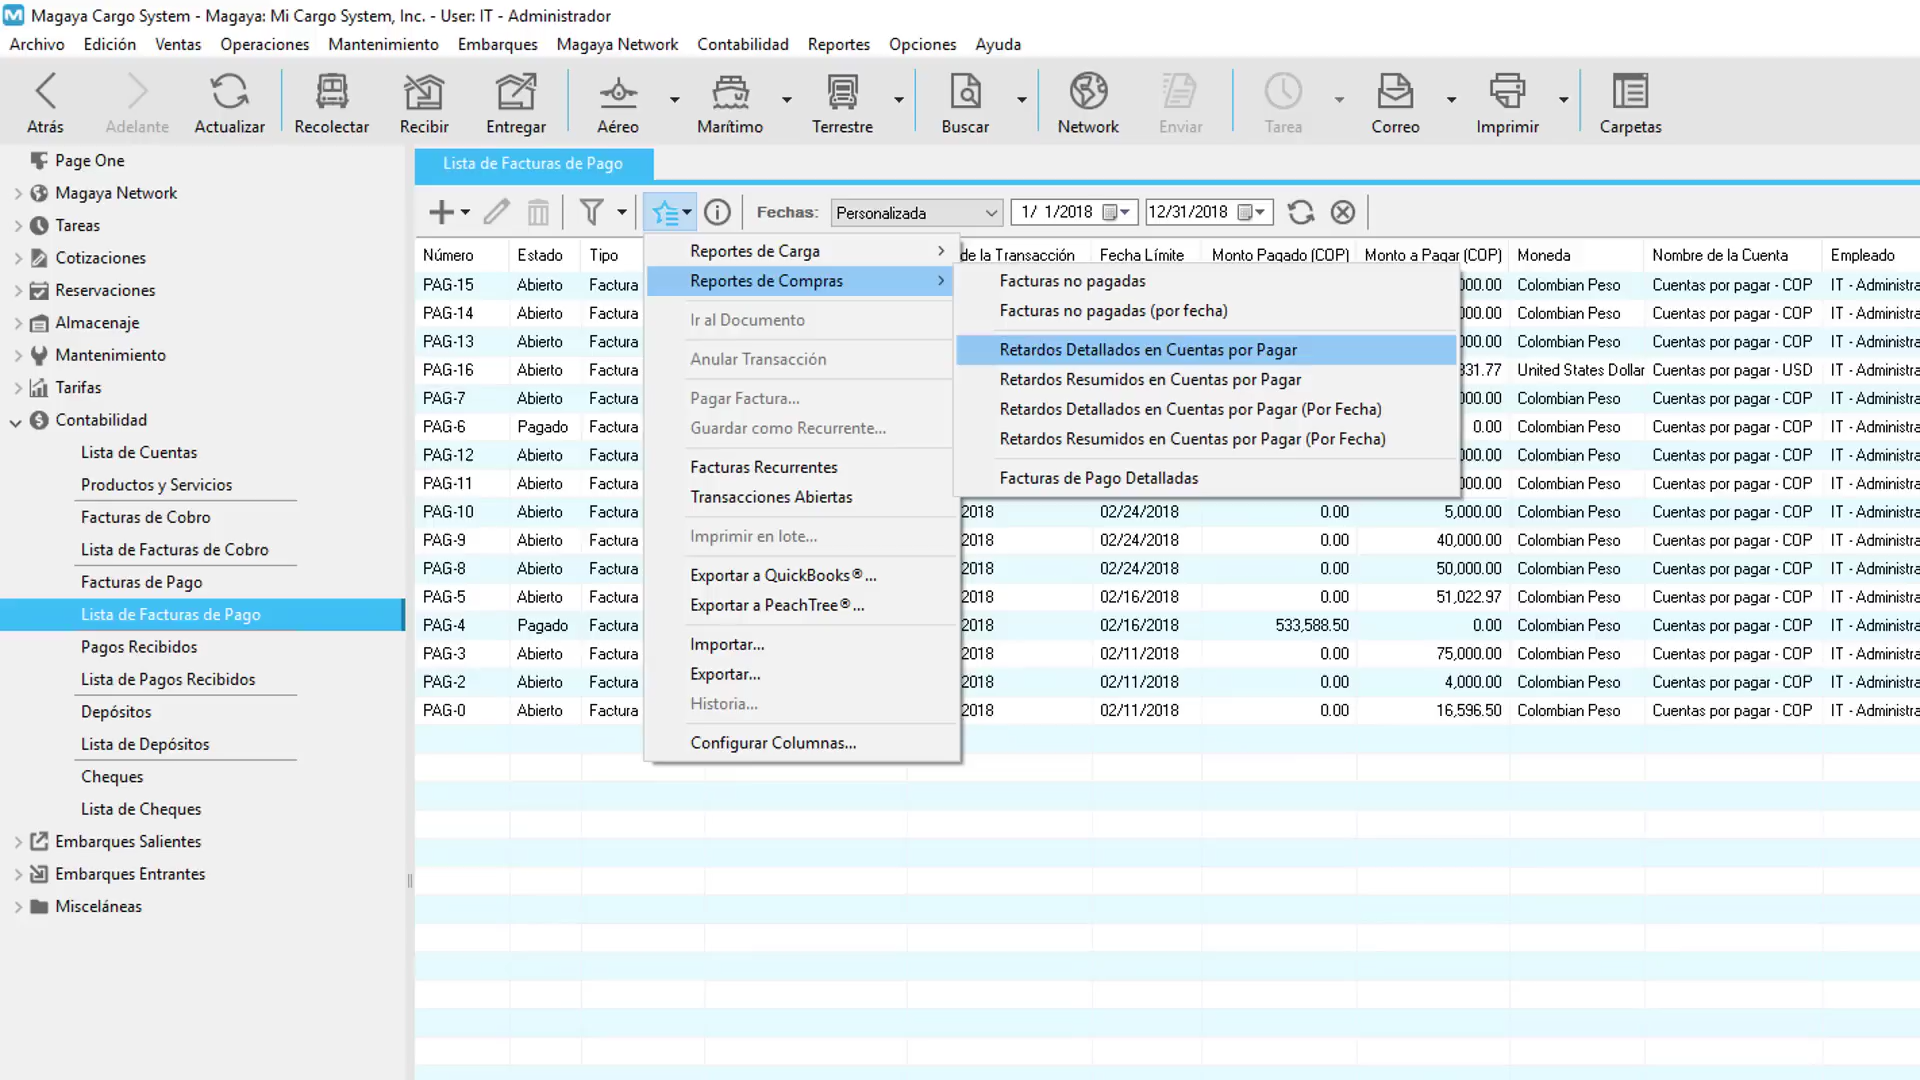 Magaya Cargo System - Magaya: Mi Cargo System, Inc. - User: IT - Administrador
Archivo Edición Ventas Operaciones Mantenimiento Embarques Magaya Network Contabilidad Reportes Opciones Ayuda
Atrás Adelante Actualizar Recolectar Recibir Entregar Aéreo Marítimo Terrestre Buscar Network Enviar Tarea Correo Imprimir Carpetas
Page One
Magaya Network
Tareas
Cotizaciones
Reservaciones
Almacenaje
Mantenimiento
Tarifas
Contabilidad
Lista de Cuentas
Productos y Servicios
Facturas de Cobro
Lista de Facturas de Cobro
Facturas de Pago
Lista de Facturas de Pago
Pagos Recibidos
Lista de Pagos Recibidos
Depósitos
Lista de Depósitos
Cheques
Lista de Cheques
Embarques Salientes
Embarques Entrantes
Misceláneas
Lista de Facturas de Pago
Fechas: Personalizada 1/ 1/2018 12/31/2018
Número Estado Tipo de la Transacción Fecha Límite Monto Pagado (COP) Monto a Pagar (COP) Moneda Nombre de la Cuenta Empleado
PAG-15 Abierto Factura 000.00 Colombian Peso Cuentas por pagar - COP IT - Administra
PAG-14 Abierto Factura 000.00 Colombian Peso Cuentas por pagar - COP IT - Administra
PAG-13 Abierto Factura 000.00 Colombian Peso Cuentas por pagar - COP IT - Administra
PAG-16 Abierto Factura 331.77 United States Dollar Cuentas por pagar - USD IT - Administra
PAG-7 Abierto Factura 000.00 Colombian Peso Cuentas por pagar - COP IT - Administra
PAG-6 Pagado Factura 0.00 Colombian Peso Cuentas por pagar - COP IT - Administra
PAG-12 Abierto Factura 000.00 Colombian Peso Cuentas por pagar - COP IT - Administra
PAG-11 Abierto Factura 000.00 Colombian Peso Cuentas por pagar - COP IT - Administra
PAG-10 Abierto Factura 2018 02/24/2018 0.00 5,000.00 Colombian Peso Cuentas por pagar - COP IT - Administra
PAG-9 Abierto Factura 2018 02/24/2018 0.00 40,000.00 Colombian Peso Cuentas por pagar - COP IT - Administra
PAG-8 Abierto Factura 2018 02/24/2018 0.00 50,000.00 Colombian Peso Cuentas por pagar - COP IT - Administra
PAG-5 Abierto Factura 2018 02/16/2018 0.00 51,022.97 Colombian Peso Cuentas por pagar - COP IT - Administra
PAG-4 Pagado Factura 2018 02/16/2018 533,588.50 0.00 Colombian Peso Cuentas por pagar - COP IT - Administra
PAG-3 Abierto Factura 2018 02/11/2018 0.00 75,000.00 Colombian Peso Cuentas por pagar - COP IT - Administra
PAG-2 Abierto Factura 2018 02/11/2018 0.00 4,000.00 Colombian Peso Cuentas por pagar - COP IT - Administra
PAG-0 Abierto Factura 2018 02/11/2018 0.00 16,596.50 Colombian Peso Cuentas por pagar - COP IT - Administra
Reportes de Carga
Reportes de Compras
Ir al Documento
Anular Transacción
Pagar Factura...
Guardar como Recurrente...
Facturas Recurrentes
Transacciones Abiertas
Imprimir en lote...
Exportar a QuickBooks®...
Exportar a PeachTree®...
Importar...
Exportar...
Historia...
Configurar Columnas...
Facturas no pagadas
Facturas no pagadas (por fecha)
Retardos Detallados en Cuentas por Pagar
Retardos Resumidos en Cuentas por Pagar
Retardos Detallados en Cuentas por Pagar (Por Fecha)
Retardos Resumidos en Cuentas por Pagar (Por Fecha)
Facturas de Pago Detalladas